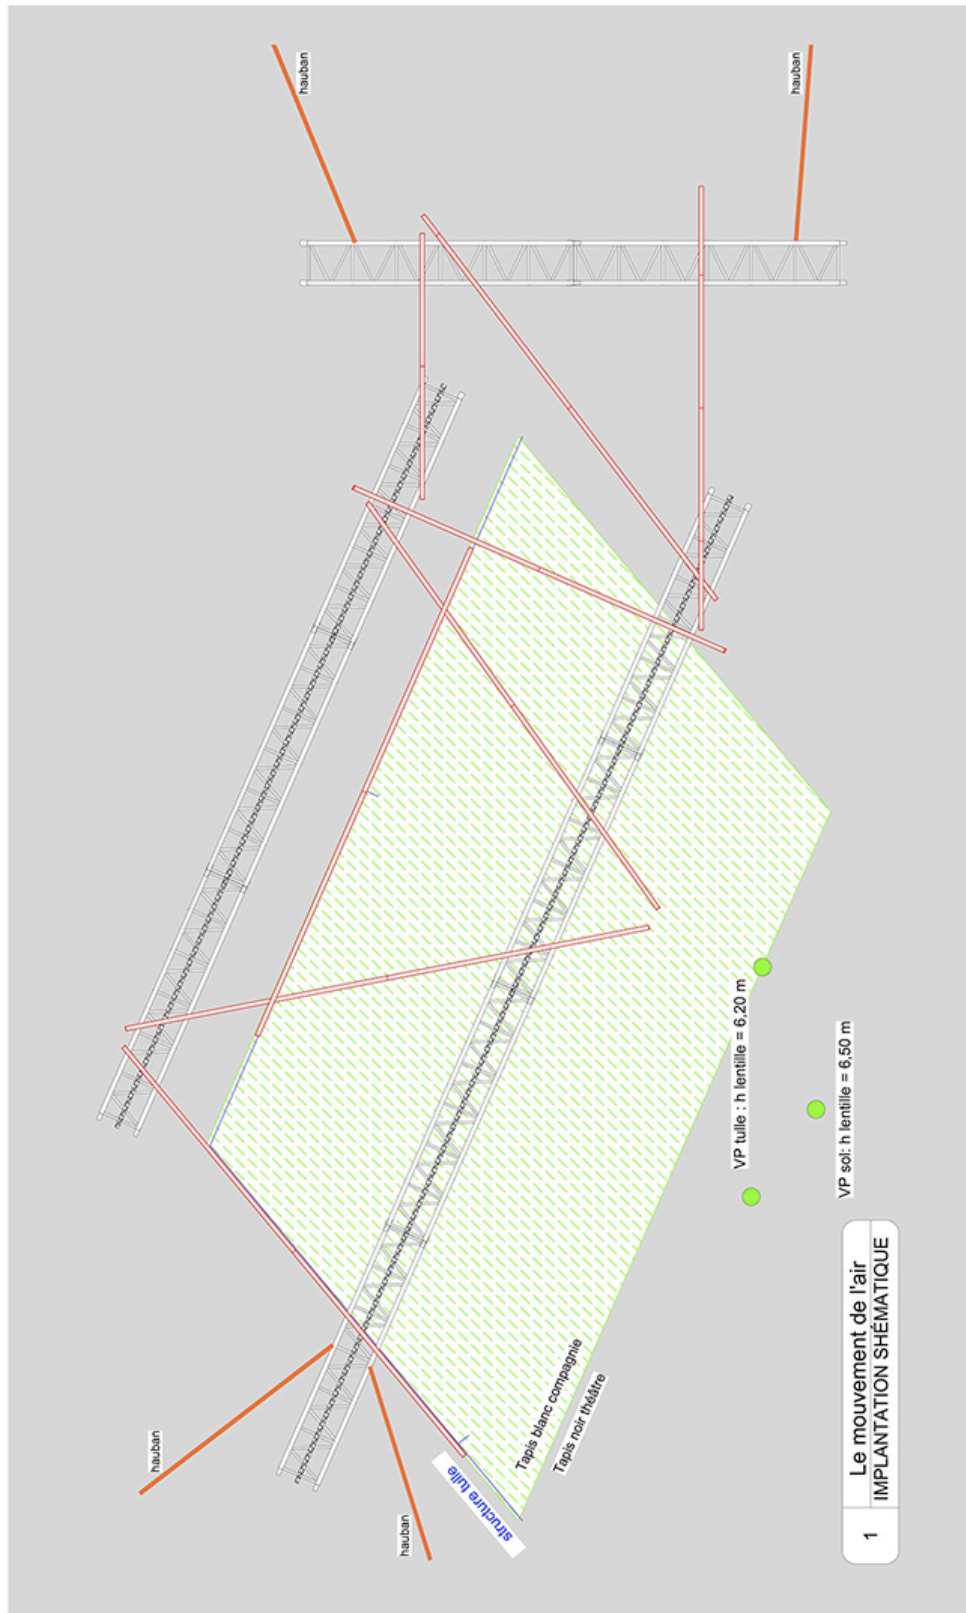 hauban
hauban
hauban
hauban
structure tulle
Tapis blanc compagnie
Tapis noir théâtre
VP tulle : h lentille = 6,20 m
VP sol: h lentille = 6,50 m
1
Le mouvement de l'air
IMPLANTATION SHÉMATIQUE